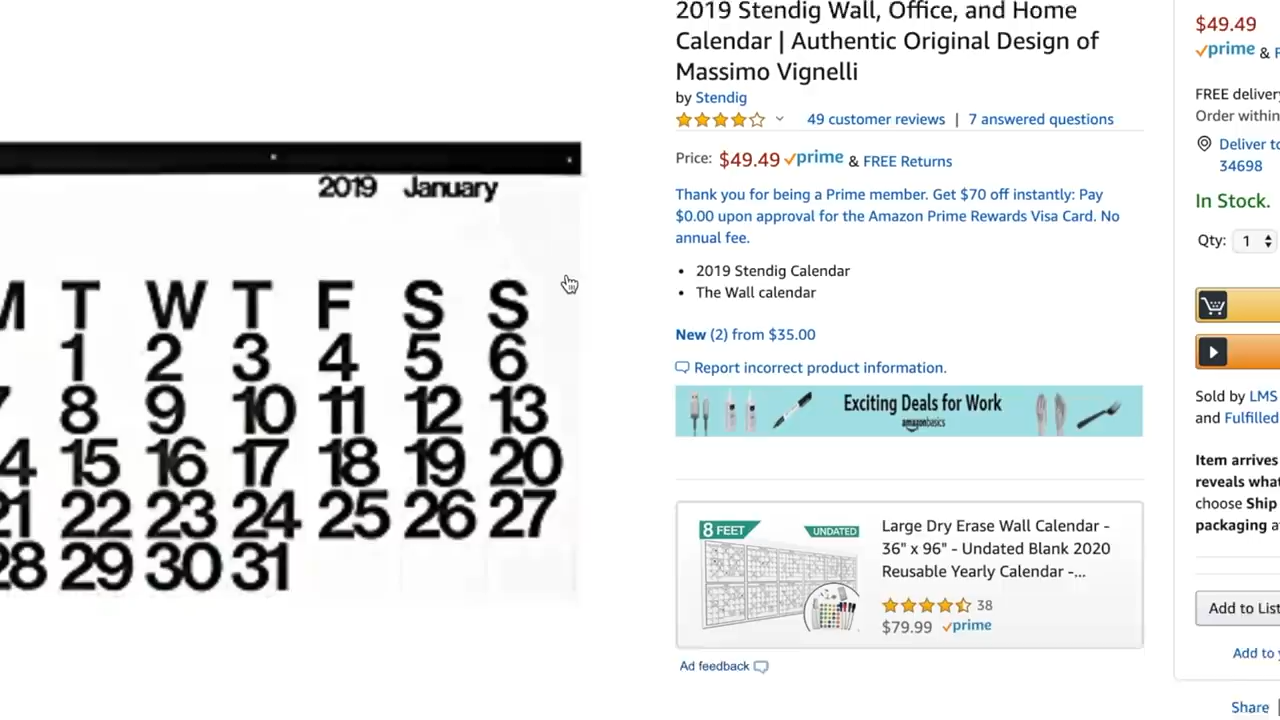 2019 January
T W T F S S
1 2 3 4 5 6
8 9 10 11 12 13
15 16 17 18 19 20
21 22 23 24 25 26 27
28 29 30 31
2019 Stendig Wall, Office, and Home
Calendar | Authentic Original Design of
Massimo Vignelli
by Stendig
49 customer reviews | 7 answered questions
Price: $49.49 prime & FREE Returns
Thank you for being a Prime member. Get $70 off instantly: Pay
$0.00 upon approval for the Amazon Prime Rewards Visa Card. No
annual fee.
• 2019 Stendig Calendar
• The Wall calendar
New (2) from $35.00
Report incorrect product information.
Exciting Deals for Work
amazonbasics
8 FEET
UNDATED
Large Dry Erase Wall Calendar -
36" x 96" - Undated Blank 2020
Reusable Yearly Calendar -...
38
$79.99 prime
Ad feedback
$49.49
prime &
FREE delivery
Order within
Deliver to
34698
In Stock.
Qty: 1
Sold by LMS
and Fulfilled
Item arrives
reveals what
choose Ship
packaging
Add to List
Add to
Share